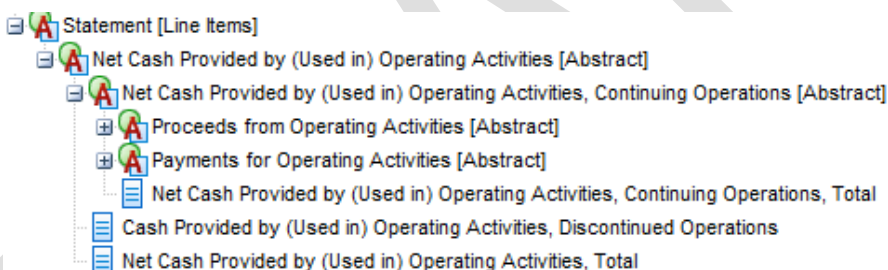 Statement [Line Items]
Net Cash Provided by (Used in) Operating Activities [Abstract]
Net Cash Provided by (Used in) Operating Activities, Continuing Operations [Abstract]
Proceeds from Operating Activities [Abstract]
Payments for Operating Activities [Abstract]
Net Cash Provided by (Used in) Operating Activities, Continuing Operations, Total
Cash Provided by (Used in) Operating Activities, Discontinued Operations
Net Cash Provided by (Used in) Operating Activities, Total